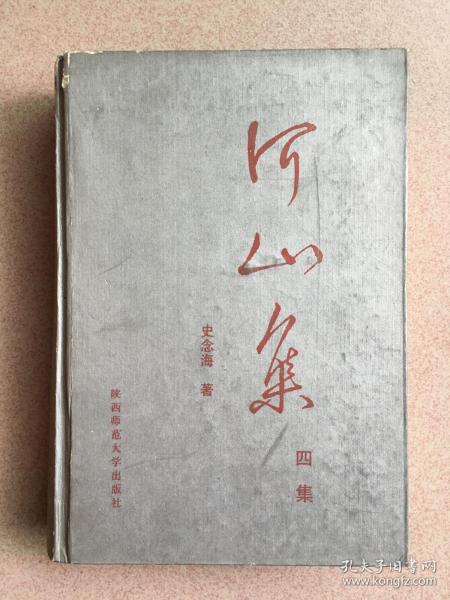 河山集
四集
史念海 著
陕西师范大学出版社
孔夫子旧书网
www.kongfz.com